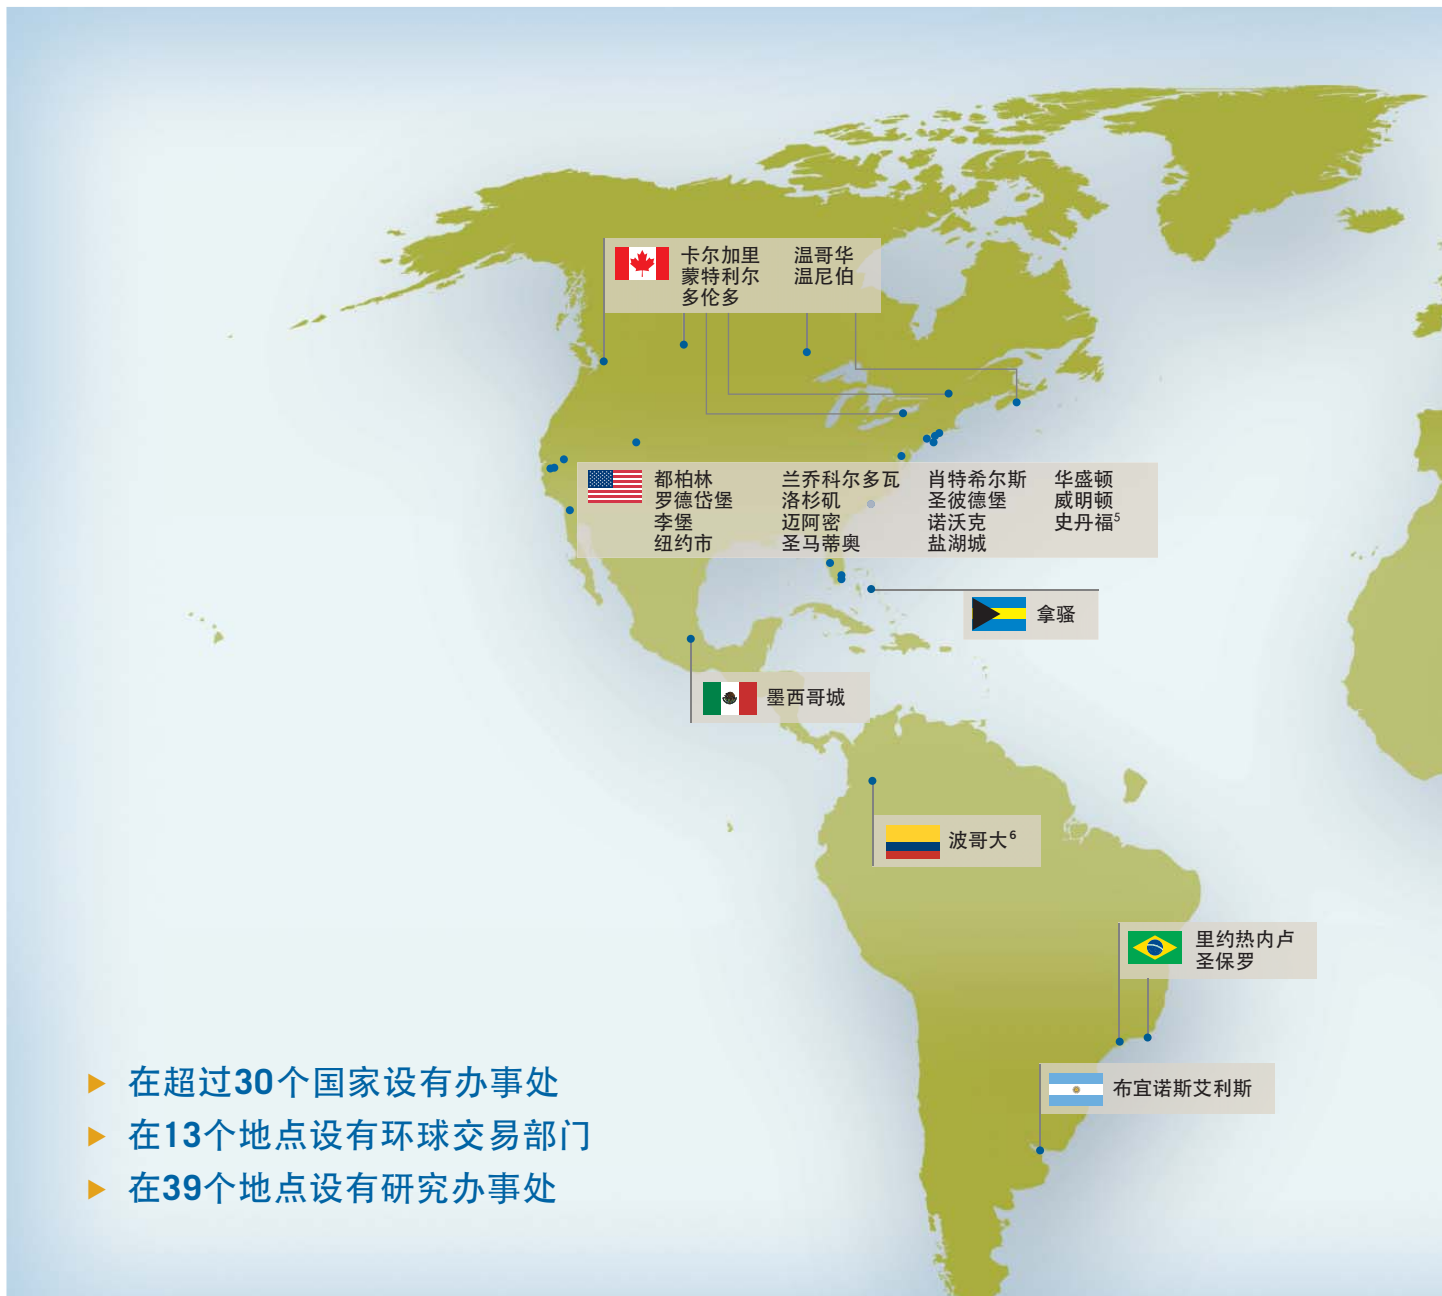 卡尔加里 温哥华
蒙特利尔 温尼伯
多伦多
都柏林 兰乔科尔多瓦 肖特希尔斯 华盛顿
罗德岱堡 洛杉矶 圣彼德堡 威明顿
李堡 迈阿密 诺沃克 史丹福5
纽约市 圣马蒂奥 盐湖城
拿骚
墨西哥城
波哥大6
里约热内卢
圣保罗
布宜诺斯艾利斯
在超过30个国家设有办事处
在13个地点设有环球交易部门
在39个地点设有研究办事处